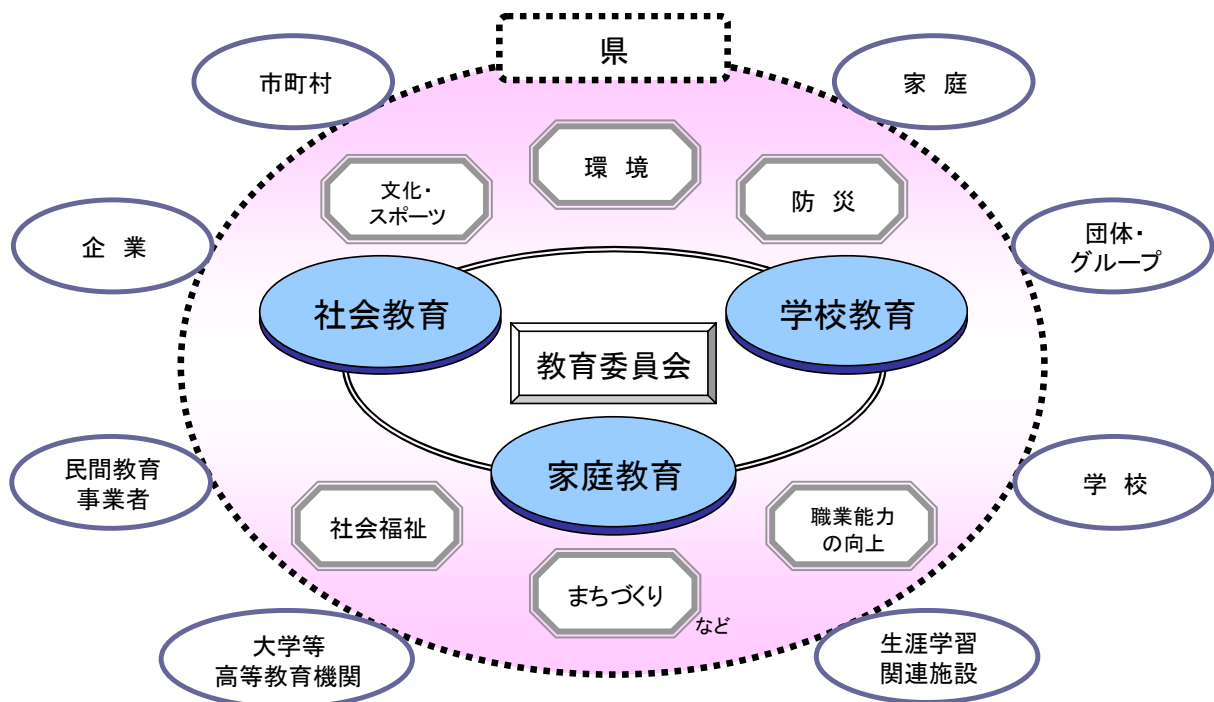 県
市町村
家 庭
環 境
文化・
スポーツ
防 災
企 業
団体・
グループ
社会教育
学校教育
教育委員会
家庭教育
民間教育
事業者
学 校
社会福祉
職業能力
の向上
まちづくり
など
大学等
高等教育機関
生涯学習
関連施設